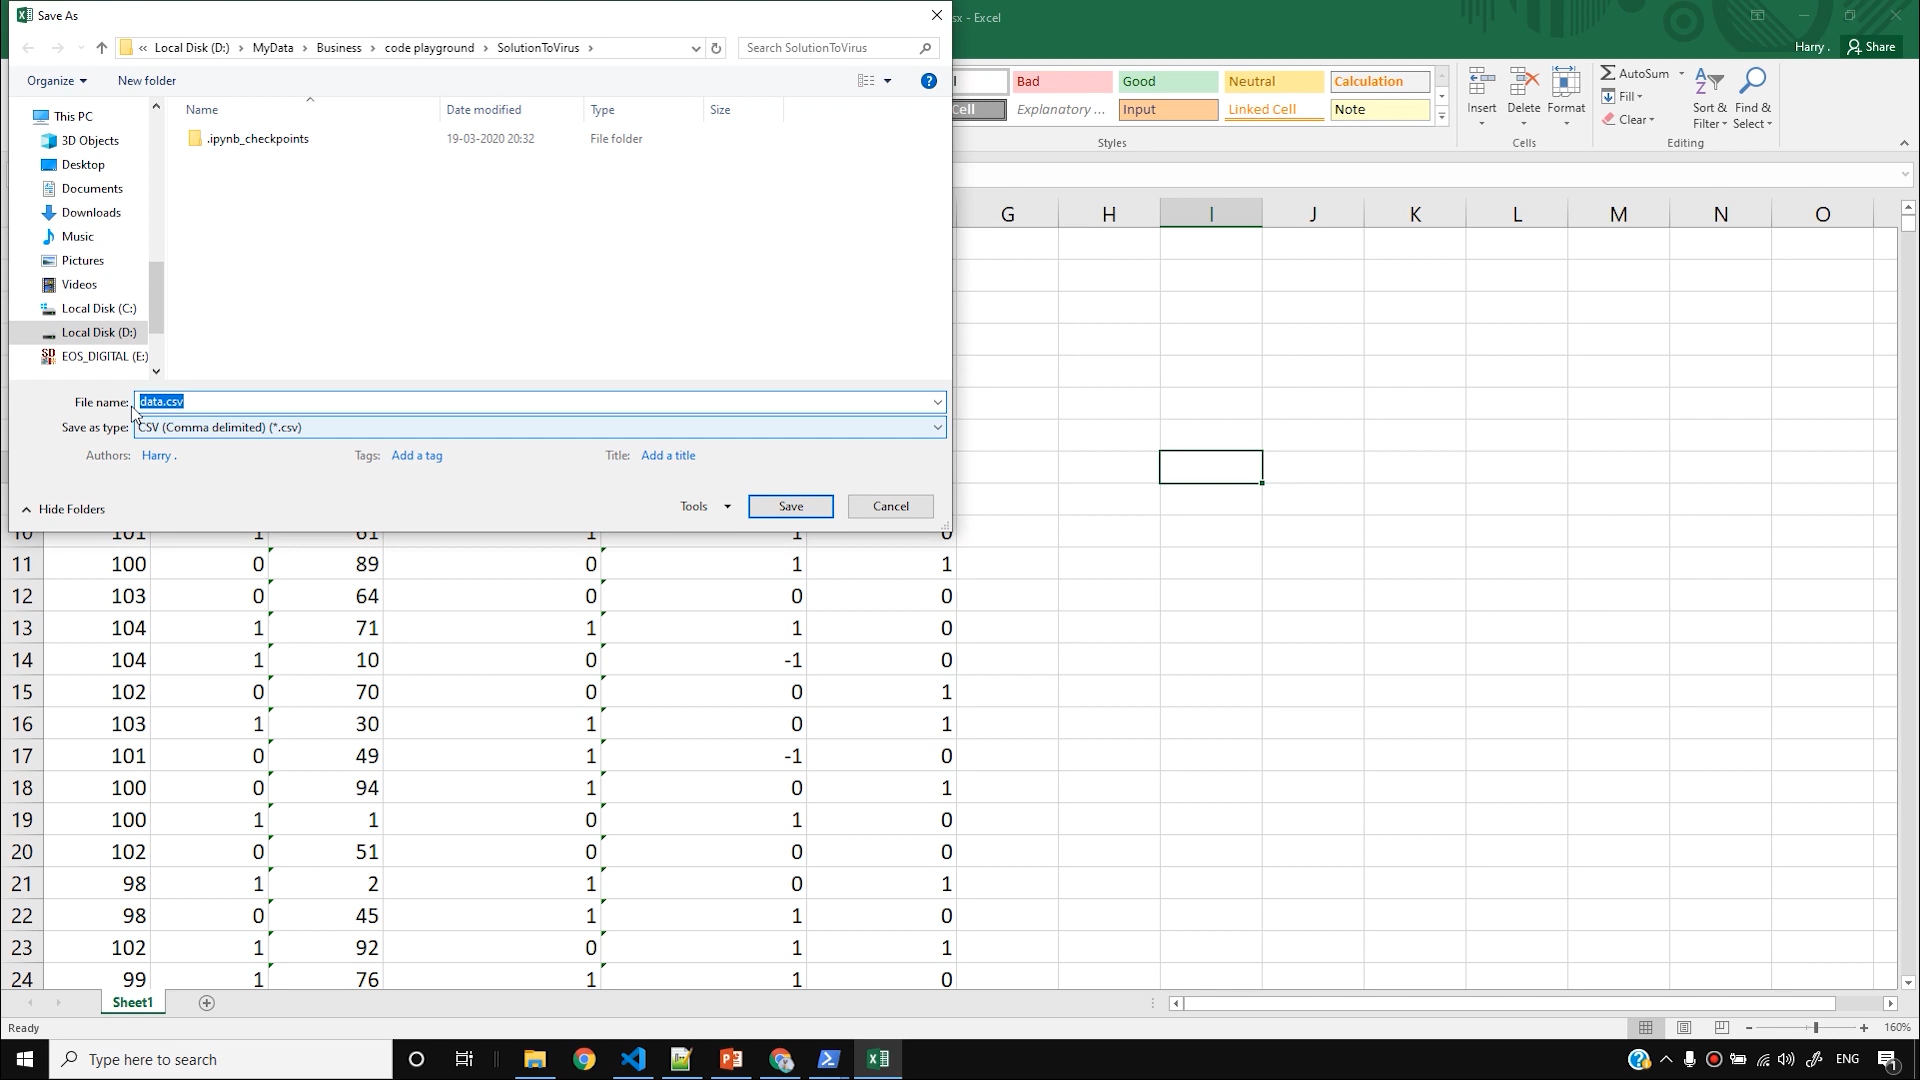 Save As
sx - Excel
Harry .
Share
« Local Disk (D:) › MyData › Business › code playground › SolutionToVirus ›
Search SolutionToVirus
Organize
New folder
This PC
3D Objects
Desktop
Documents
Downloads
Music
Pictures
Videos
Local Disk (C:)
Local Disk (D:)
EOS_DIGITAL (E:)
Name
Date modified
Type
Size
.ipynb_checkpoints
19-03-2020 20:32
File folder
File name:
data.csv
Save as type:
CSV (Comma delimited) (*.csv)
Authors:
Harry .
Tags:
Add a tag
Title:
Add a title
Hide Folders
Tools
Save
Cancel
Bad
Good
Neutral
Calculation
Cell
Explanatory ...
Input
Linked Cell
Note
Styles
Insert
Delete
Format
Cells
AutoSum
Fill
Clear
Sort & Filter
Find & Select
Editing
G H I J K L M N O
10 101 1 61 1 1 0
11 100 0 89 0 1 1
12 103 0 64 0 0 0
13 104 1 71 1 1 0
14 104 1 10 0 -1 0
15 102 0 70 0 0 1
16 103 1 30 1 0 1
17 101 0 49 1 -1 0
18 100 0 94 1 0 1
19 100 1 1 0 1 0
20 102 0 51 0 0 0
21 98 1 2 1 0 1
22 98 0 45 1 1 0
23 102 1 92 0 1 1
24 99 1 76 1 1 0
Sheet1
Ready
160%
Type here to search
ENG
1